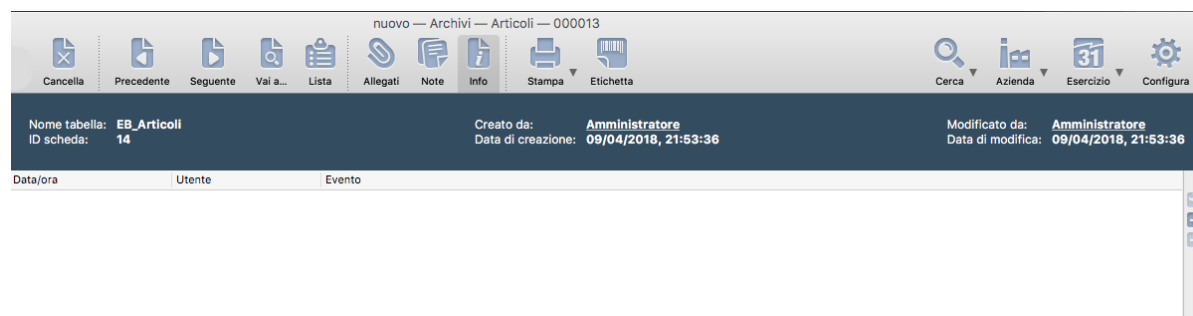 nuovo — Archivi — Articoli — 000013
31
Cancella Precedente Seguente Vai a... Lista Allegati Note Info Stampa Etichetta Cerca Azienda Esercizio Configura
Nome tabella: EB_Articoli Creato da: Amministratore Modificato da: Amministratore
ID scheda: 14 Data di creazione: 09/04/2018, 21:53:36 Data di modifica: 09/04/2018, 21:53:36
Data/ora Utente Evento